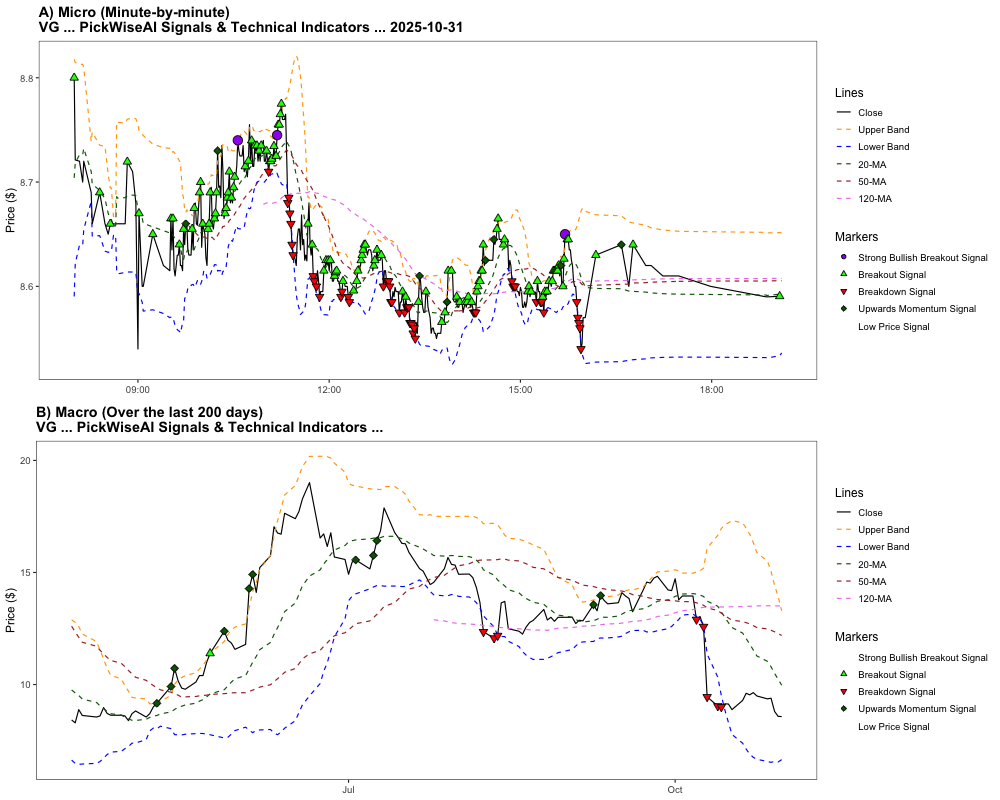 A) Micro (Minute-by-minute)
VG ... PickWiseAI Signals & Technical Indicators ... 2025-10-31
Price ($)
8.8
8.7
8.6
09:00
12:00
15:00
18:00
Lines
Close
Upper Band
Lower Band
20-MA
50-MA
120-MA
Markers
Strong Bullish Breakout Signal
Breakout Signal
Breakdown Signal
Upwards Momentum Signal
Low Price Signal
B) Macro (Over the last 200 days)
VG ... PickWiseAI Signals & Technical Indicators ...
Price ($)
20
15
10
Jul
Oct
Lines
Close
Upper Band
Lower Band
20-MA
50-MA
120-MA
Markers
Strong Bullish Breakout Signal
Breakout Signal
Breakdown Signal
Upwards Momentum Signal
Low Price Signal